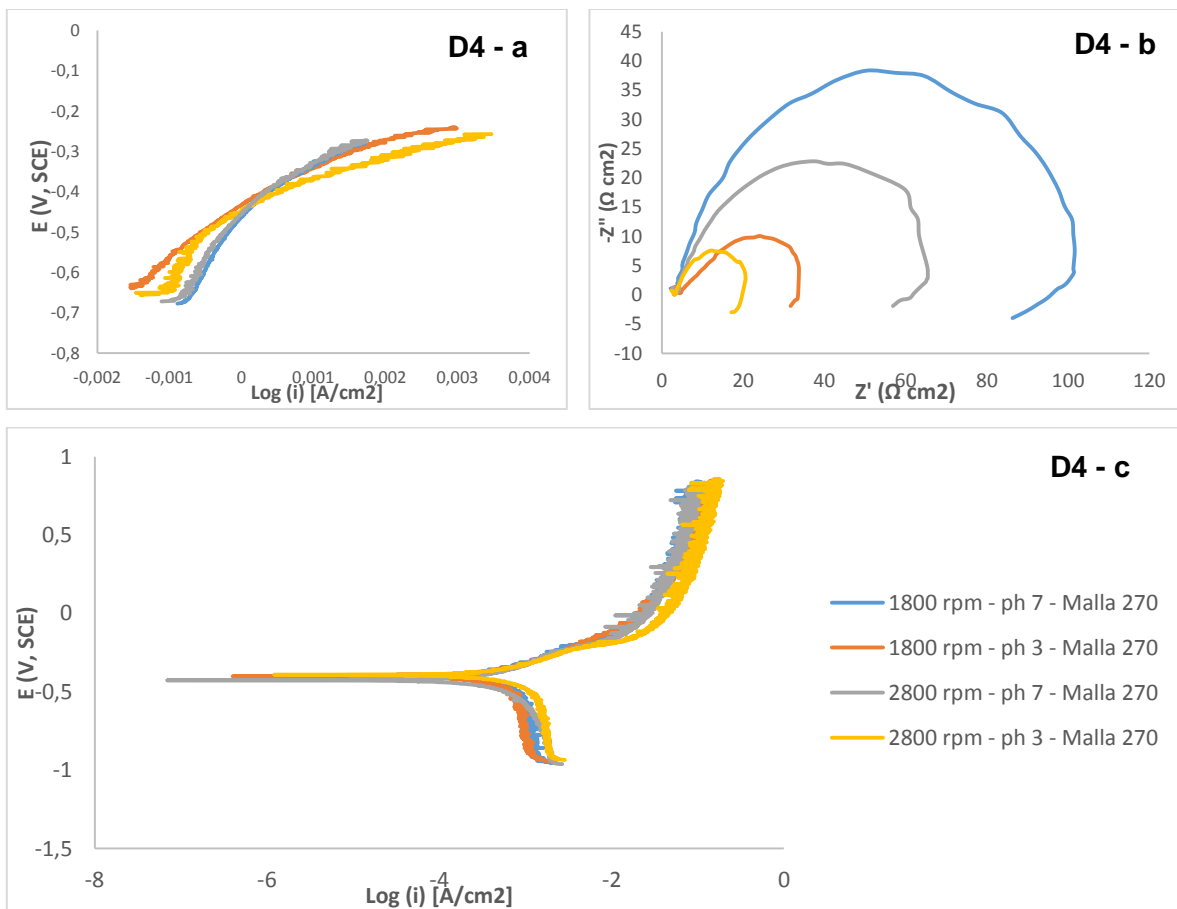 D4 - a
0
-0,1
-0,2
-0,3
-0,4
-0,5
-0,6
-0,7
-0,8
E (V, SCE)
-0,002 -0,001 0 0,001 0,002 0,003 0,004
Log (i) [A/cm2]
D4 - b
45
40
35
30
25
20
15
10
5
0
-5
-10
-Z'' (Ω cm2)
0 20 40 60 80 100 120
Z' (Ω cm2)
D4 - c
1
0,5
0
-0,5
-1
-1,5
E (V, SCE)
-8 -6 -4 -2 0
Log (i) [A/cm2]
1800 rpm - ph 7 - Malla 270
1800 rpm - ph 3 - Malla 270
2800 rpm - ph 7 - Malla 270
2800 rpm - ph 3 - Malla 270